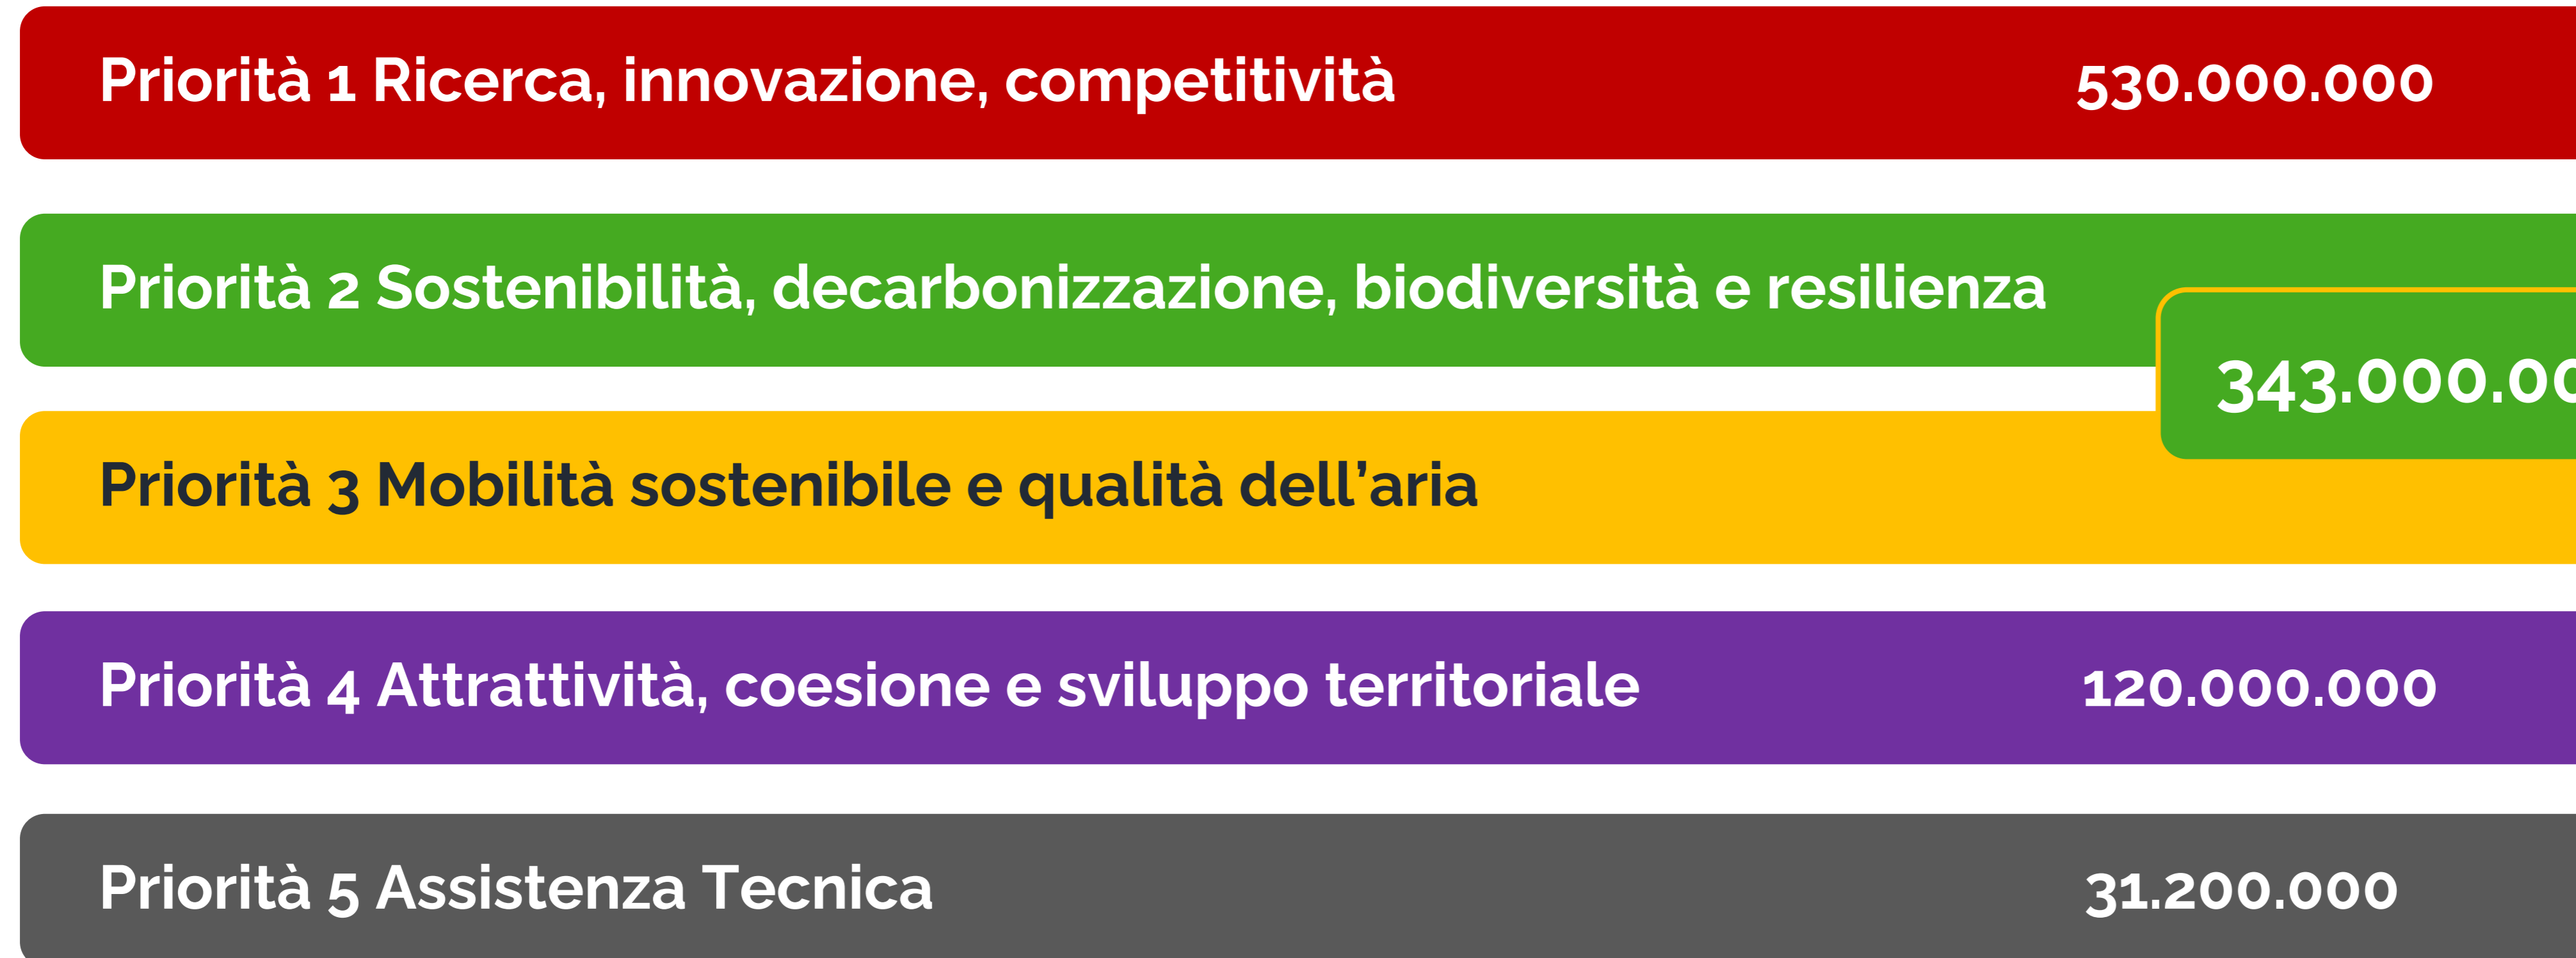 Priorità 1 Ricerca, innovazione, competitività 530.000.000
Priorità 2 Sostenibilità, decarbonizzazione, biodiversità e resilienza
343.000.00
Priorità 3 Mobilità sostenibile e qualità dell’aria
Priorità 4 Attrattività, coesione e sviluppo territoriale 120.000.000
Priorità 5 Assistenza Tecnica 31.200.000